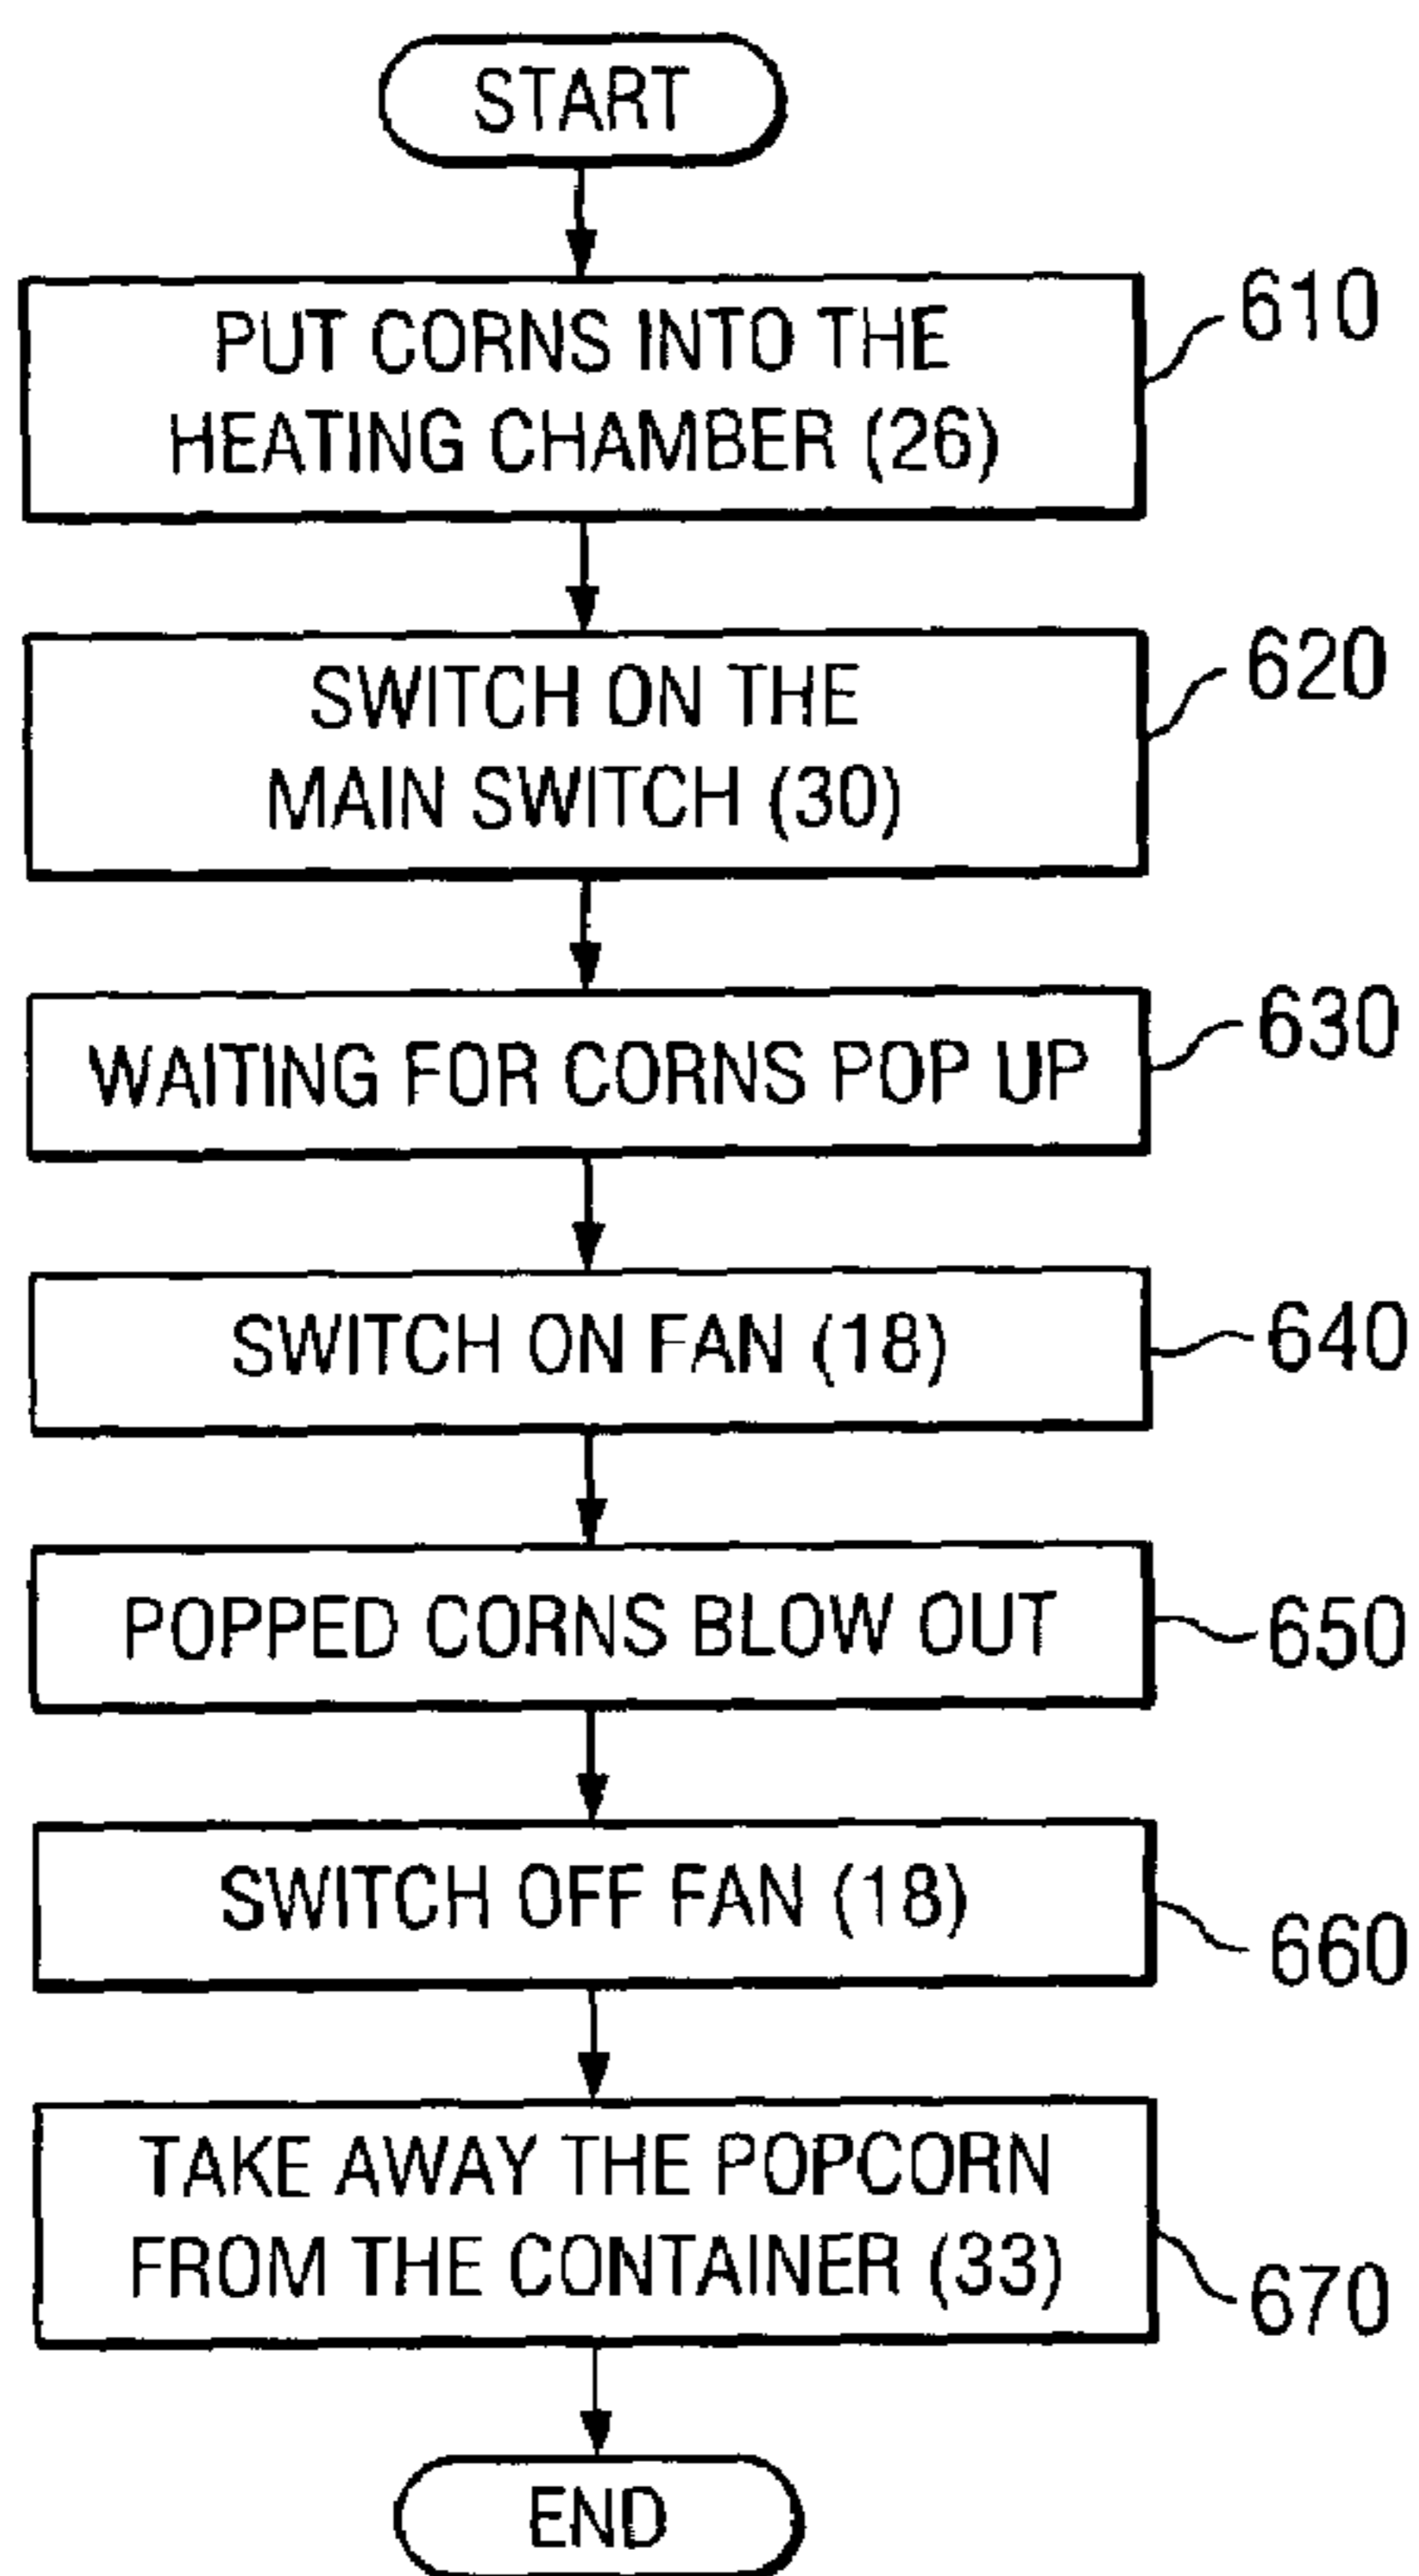 START
PUT CORNS INTO THE
HEATING CHAMBER (26)
610
SWITCH ON THE
MAIN SWITCH (30)
620
WAITING FOR CORNS POP UP
630
SWITCH ON FAN (18)
640
POPPED CORNS BLOW OUT
650
SWITCH OFF FAN (18)
660
TAKE AWAY THE POPCORN
FROM THE CONTAINER (33)
670
END